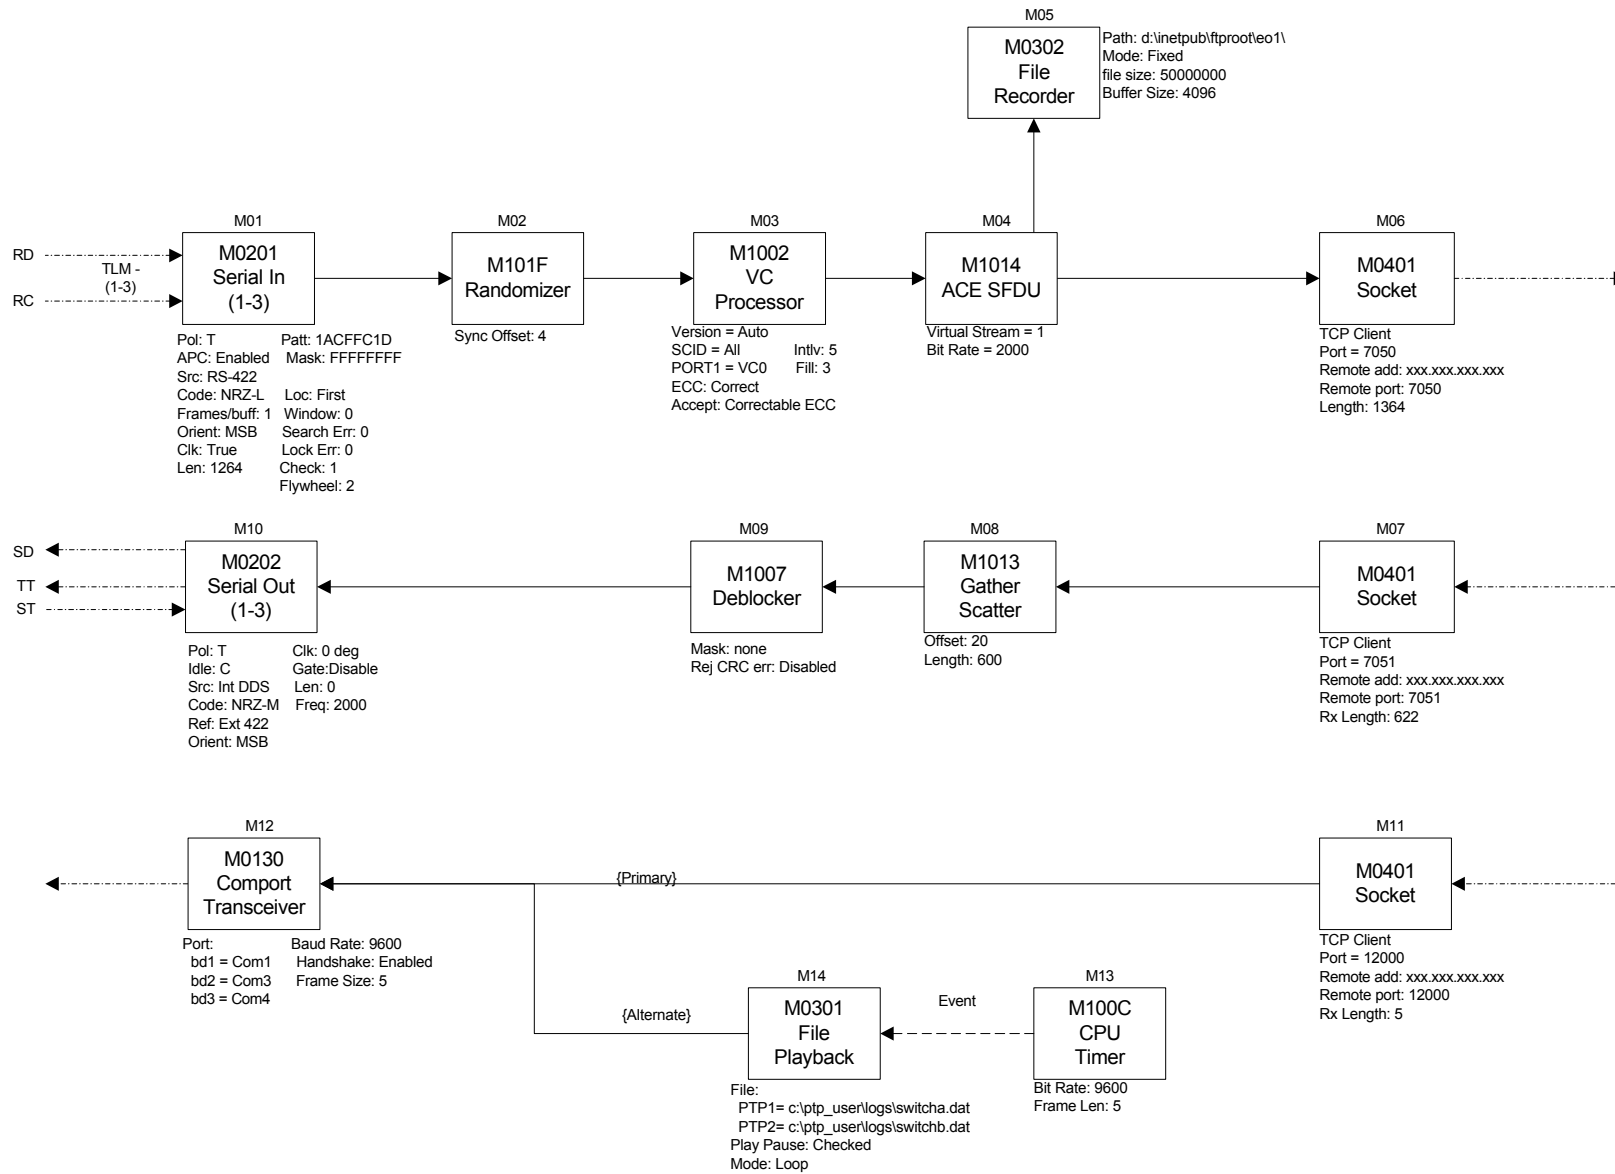 M05
M0302
File
Recorder
Path: d:\inetpub\ftproot\eo1\
Mode: Fixed
file size: 50000000
Buffer Size: 4096
M01
M02
M03
M04
M06
RD
RC
TLM -
(1-3)
M0201
Serial In
(1-3)
M101F
Randomizer
M1002
VC
Processor
M1014
ACE SFDU
M0401
Socket
Pol: T Patt: 1ACFFC1D
APC: Enabled Mask: FFFFFFFF
Src: RS-422
Code: NRZ-L Loc: First
Frames/buff: 1 Window: 0
Orient: MSB Search Err: 0
Clk: True Lock Err: 0
Len: 1264 Check: 1
Flywheel: 2
Sync Offset: 4
Version = Auto
SCID = All Intlv: 5
PORT1 = VC0 Fill: 3
ECC: Correct
Accept: Correctable ECC
Virtual Stream = 1
Bit Rate = 2000
TCP Client
Port = 7050
Remote add: xxx.xxx.xxx.xxx
Remote port: 7050
Length: 1364
M10
M09
M08
M07
SD
TT
ST
M0202
Serial Out
(1-3)
M1007
Deblocker
M1013
Gather
Scatter
M0401
Socket
Pol: T Clk: 0 deg
Idle: C Gate:Disable
Src: Int DDS Len: 0
Code: NRZ-M Freq: 2000
Ref: Ext 422
Orient: MSB
Mask: none
Rej CRC err: Disabled
Offset: 20
Length: 600
TCP Client
Port = 7051
Remote add: xxx.xxx.xxx.xxx
Remote port: 7051
Rx Length: 622
M12
M11
M0130
Comport
Transceiver
{Primary}
M0401
Socket
Port: Baud Rate: 9600
bd1 = Com1 Handshake: Enabled
bd2 = Com3 Frame Size: 5
bd3 = Com4
TCP Client
Port = 12000
Remote add: xxx.xxx.xxx.xxx
Remote port: 12000
Rx Length: 5
M14
M13
{Alternate}
M0301
File
Playback
Event
M100C
CPU
Timer
File:
PTP1= c:\ptp_user\logs\switcha.dat
PTP2= c:\ptp_user\logs\switchb.dat
Play Pause: Checked
Mode: Loop
Bit Rate: 9600
Frame Len: 5